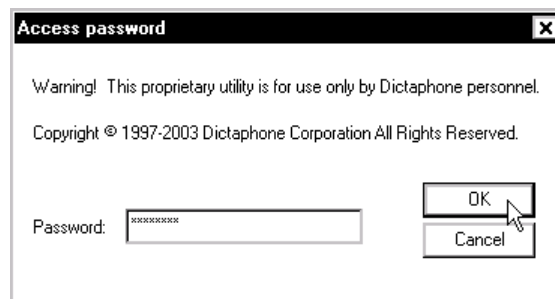 Access password
Warning! This proprietary utility is for use only by Dictaphone personnel.
Copyright © 1997-2003 Dictaphone Corporation All Rights Reserved.
OK
Password: ********
Cancel